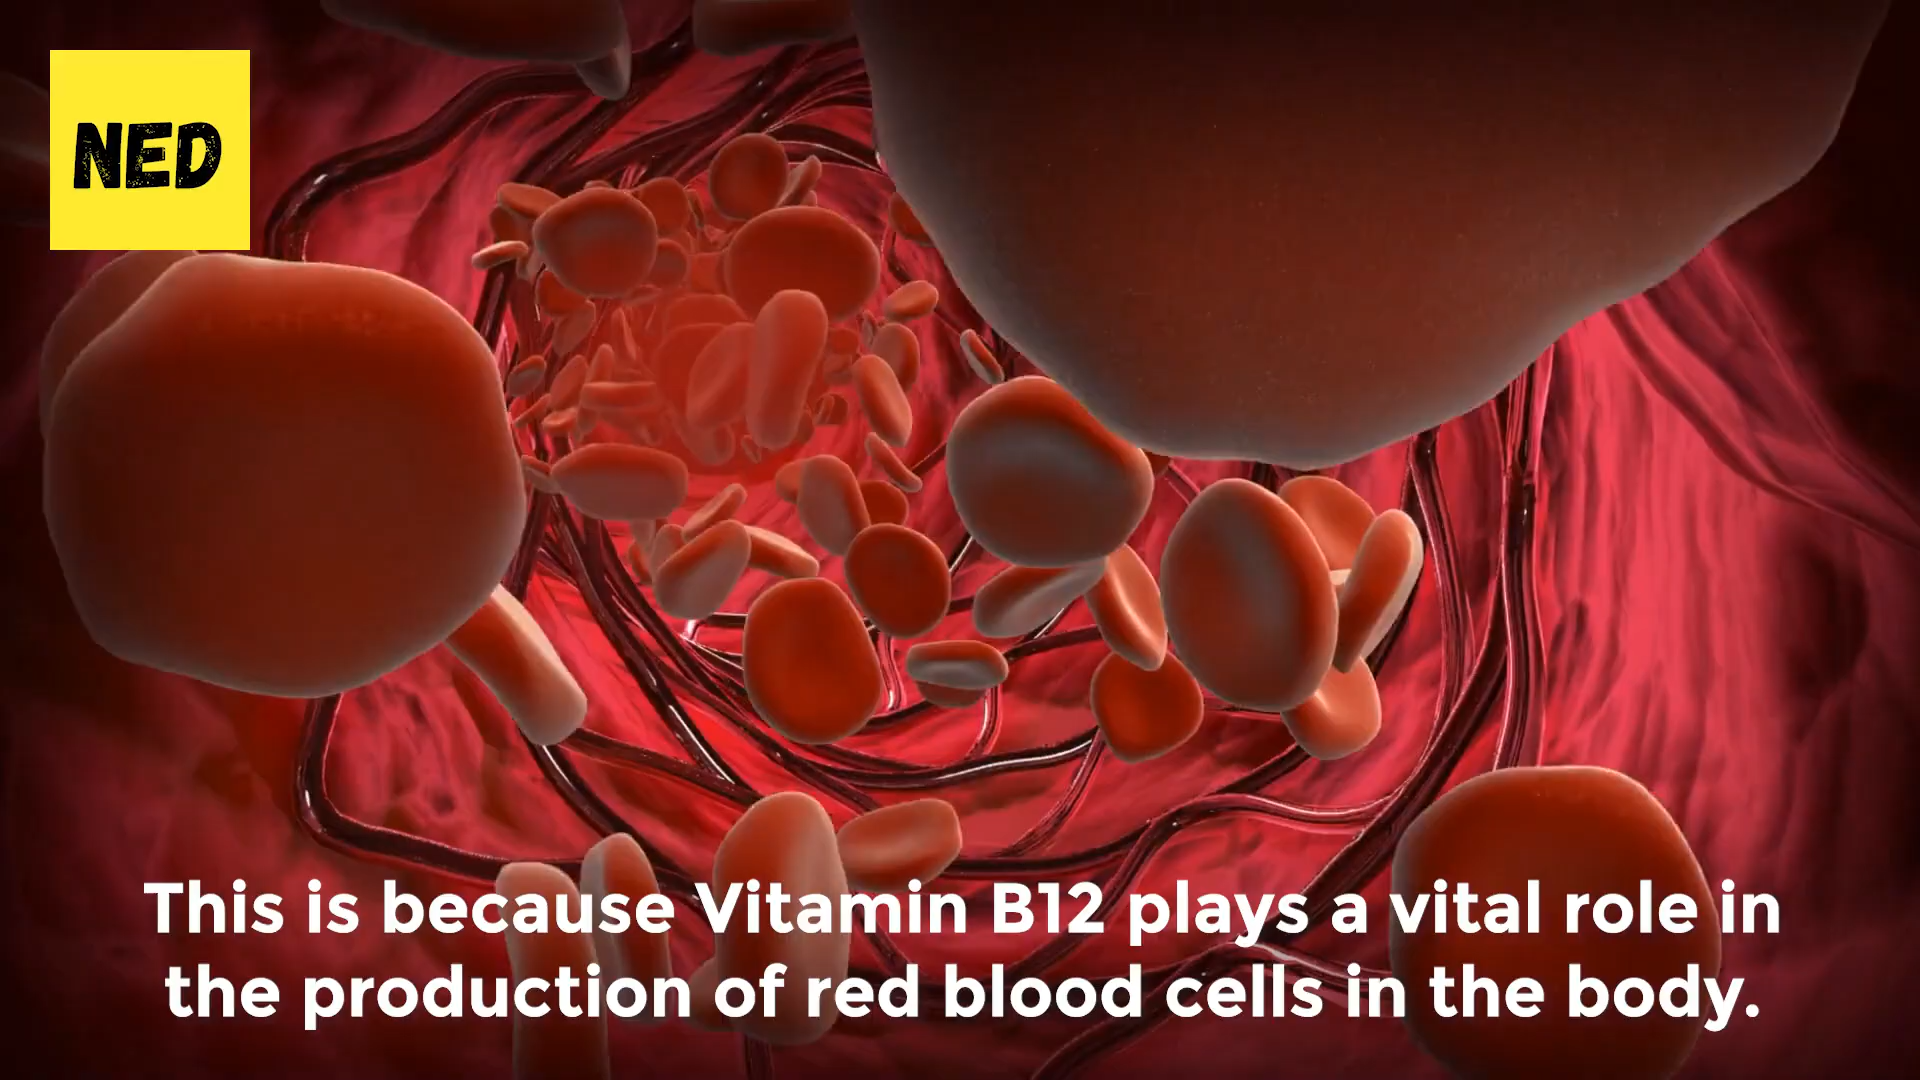 NED
This is because Vitamin B12 plays a vital role in
the production of red blood cells in the body.